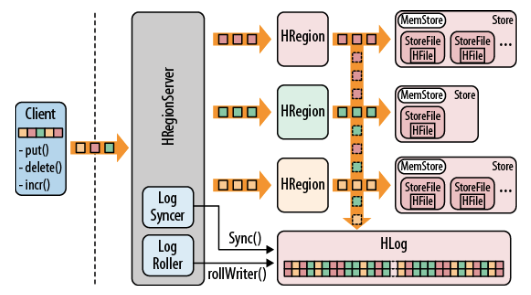 Client
- put()
- delete()
- incr()
HRegionServer
Log
Syncer
Log
Roller
Sync()
rollWriter()
HRegion
MemStore
Store
StoreFile
HFile
StoreFile
HFile
...
HRegion
MemStore
Store
StoreFile
HFile
HRegion
MemStore
Store
StoreFile
HFile
StoreFile
HFile
...
HLog